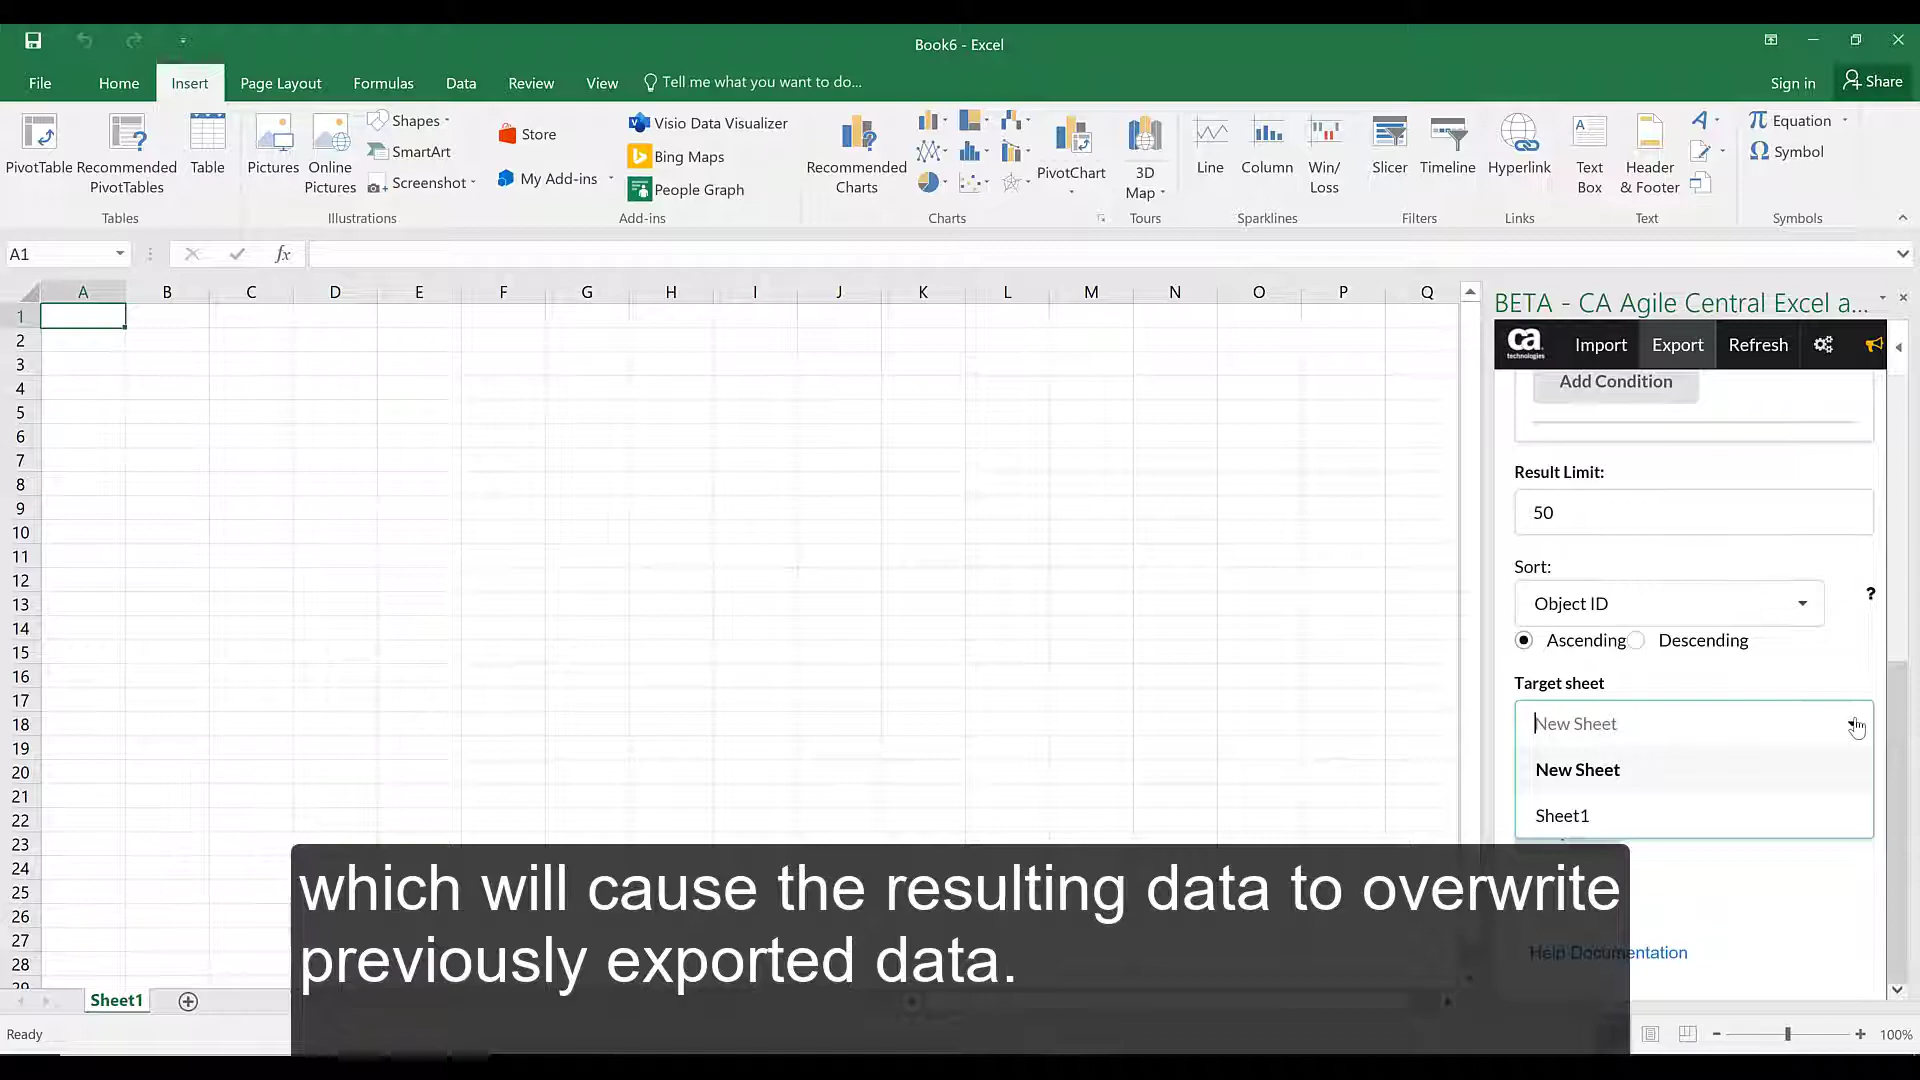 Book6 - Excel
File Home Insert Page Layout Formulas Data Review View Tell me what you want to do... Sign in Share
PivotTable Recommended PivotTables Table
Tables
Pictures Online Pictures Shapes SmartArt Screenshot
Illustrations
Store My Add-ins Visio Data Visualizer Bing Maps People Graph
Add-ins
Recommended Charts PivotChart
Charts
3D Map
Tours
Line Column Win/Loss
Sparklines
Slicer Timeline
Filters
Hyperlink
Links
Text Box Header & Footer
Text
Equation Symbol
Symbols
A1 fx
A B C D E F G H I J K L M N O P Q
1
2
3
4
5
6
7
8
9
10
11
12
13
14
15
16
17
18
19
20
21
22
23
24
25
26
27
28
29
BETA - CA Agile Central Excel a...
ca technologies Import Export Refresh
Add Condition
Result Limit:
50
Sort:
Object ID ?
Ascending Descending
Target sheet
New Sheet
New Sheet
Sheet1
Help Documentation
which will cause the resulting data to overwrite
previously exported data.
Sheet1
Ready 100%